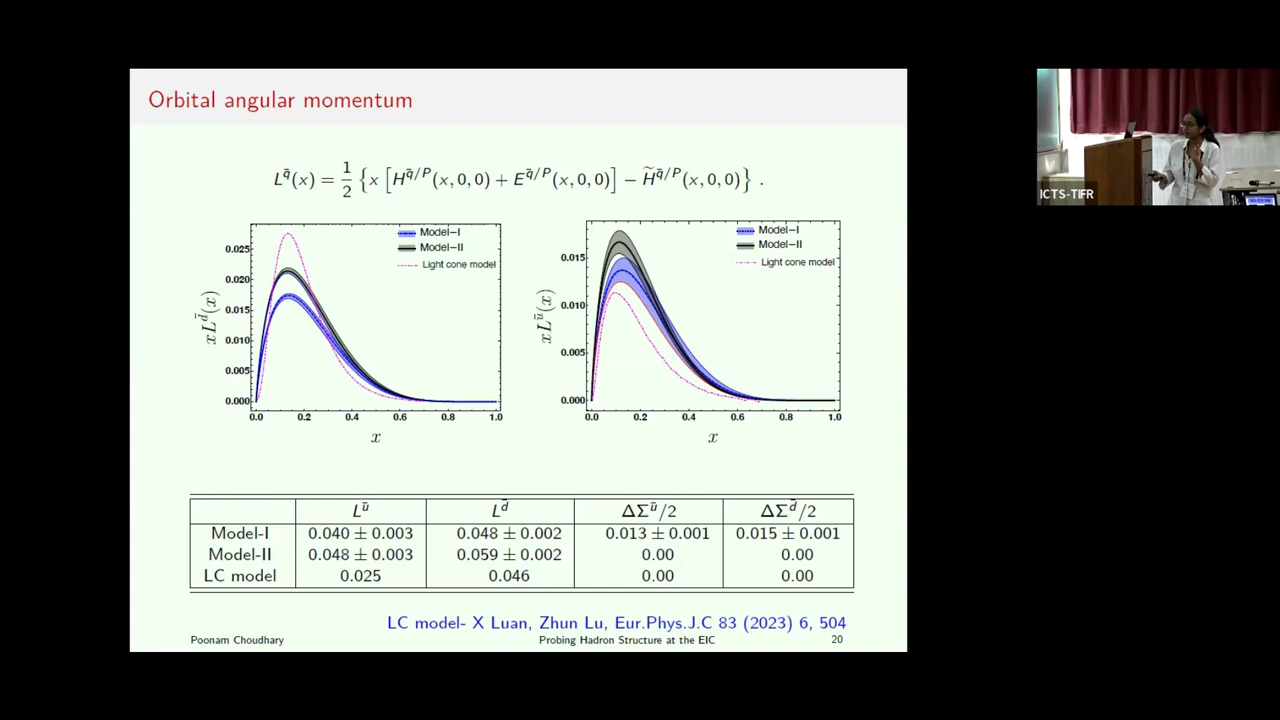 Orbital angular momentum
L^q̄(x) = 1/2 { x [ H^q̄/P(x, 0, 0) + E^q̄/P(x, 0, 0) ] − H̃^q̄/P(x, 0, 0) } .
Model−I
Model−II
Light cone model
0.025
0.020
0.015
0.010
0.005
0.000
xL^d̄(x)
0.0 0.2 0.4 0.6 0.8 1.0
x
Model−I
Model−II
Light cone model
0.015
0.010
0.005
0.000
xL^ū(x)
0.0 0.2 0.4 0.6 0.8 1.0
x
L^ū L^d̄ ΔΣ^ū/2 ΔΣ^d̄/2
Model-I 0.040 ± 0.003 0.048 ± 0.002 0.013 ± 0.001 0.015 ± 0.001
Model-II 0.048 ± 0.003 0.059 ± 0.002 0.00 0.00
LC model 0.025 0.046 0.00 0.00
LC model- X Luan, Zhun Lu, Eur.Phys.J.C 83 (2023) 6, 504
Poonam Choudhary Probing Hadron Structure at the EIC 20
ICTS-TIFR